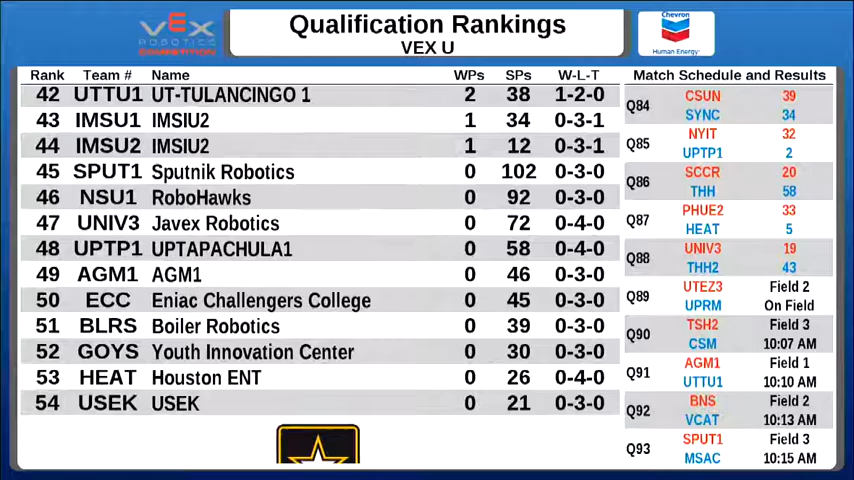 VEX
ROBOTICS
COMPETITION
Qualification Rankings
VEX U
Chevron
Human Energy
Rank Team # Name WPs SPs W-L-T
42 UTTU1 UT-TULANCINGO 1 2 38 1-2-0
43 IMSU1 IMSIU2 1 34 0-3-1
44 IMSU2 IMSIU2 1 12 0-3-1
45 SPUT1 Sputnik Robotics 0 102 0-3-0
46 NSU1 RoboHawks 0 92 0-3-0
47 UNIV3 Javex Robotics 0 72 0-4-0
48 UPTP1 UPTAPACHULA1 0 58 0-4-0
49 AGM1 AGM1 0 46 0-3-0
50 ECC Eniac Challengers College 0 45 0-3-0
51 BLRS Boiler Robotics 0 39 0-3-0
52 GOYS Youth Innovation Center 0 30 0-3-0
53 HEAT Houston ENT 0 26 0-4-0
54 USEK USEK 0 21 0-3-0
Match Schedule and Results
Q84 CSUN 39
SYNC 34
Q85 NYIT 32
UPTP1 2
Q86 SCCR 20
THH 58
Q87 PHUE2 33
HEAT 5
Q88 UNIV3 19
THH2 43
Q89 UTEZ3 Field 2
UPRM On Field
Q90 TSH2 Field 3
CSM 10:07 AM
Q91 AGM1 Field 1
UTTU1 10:10 AM
Q92 BNS Field 2
VCAT 10:13 AM
Q93 SPUT1 Field 3
MSAC 10:15 AM